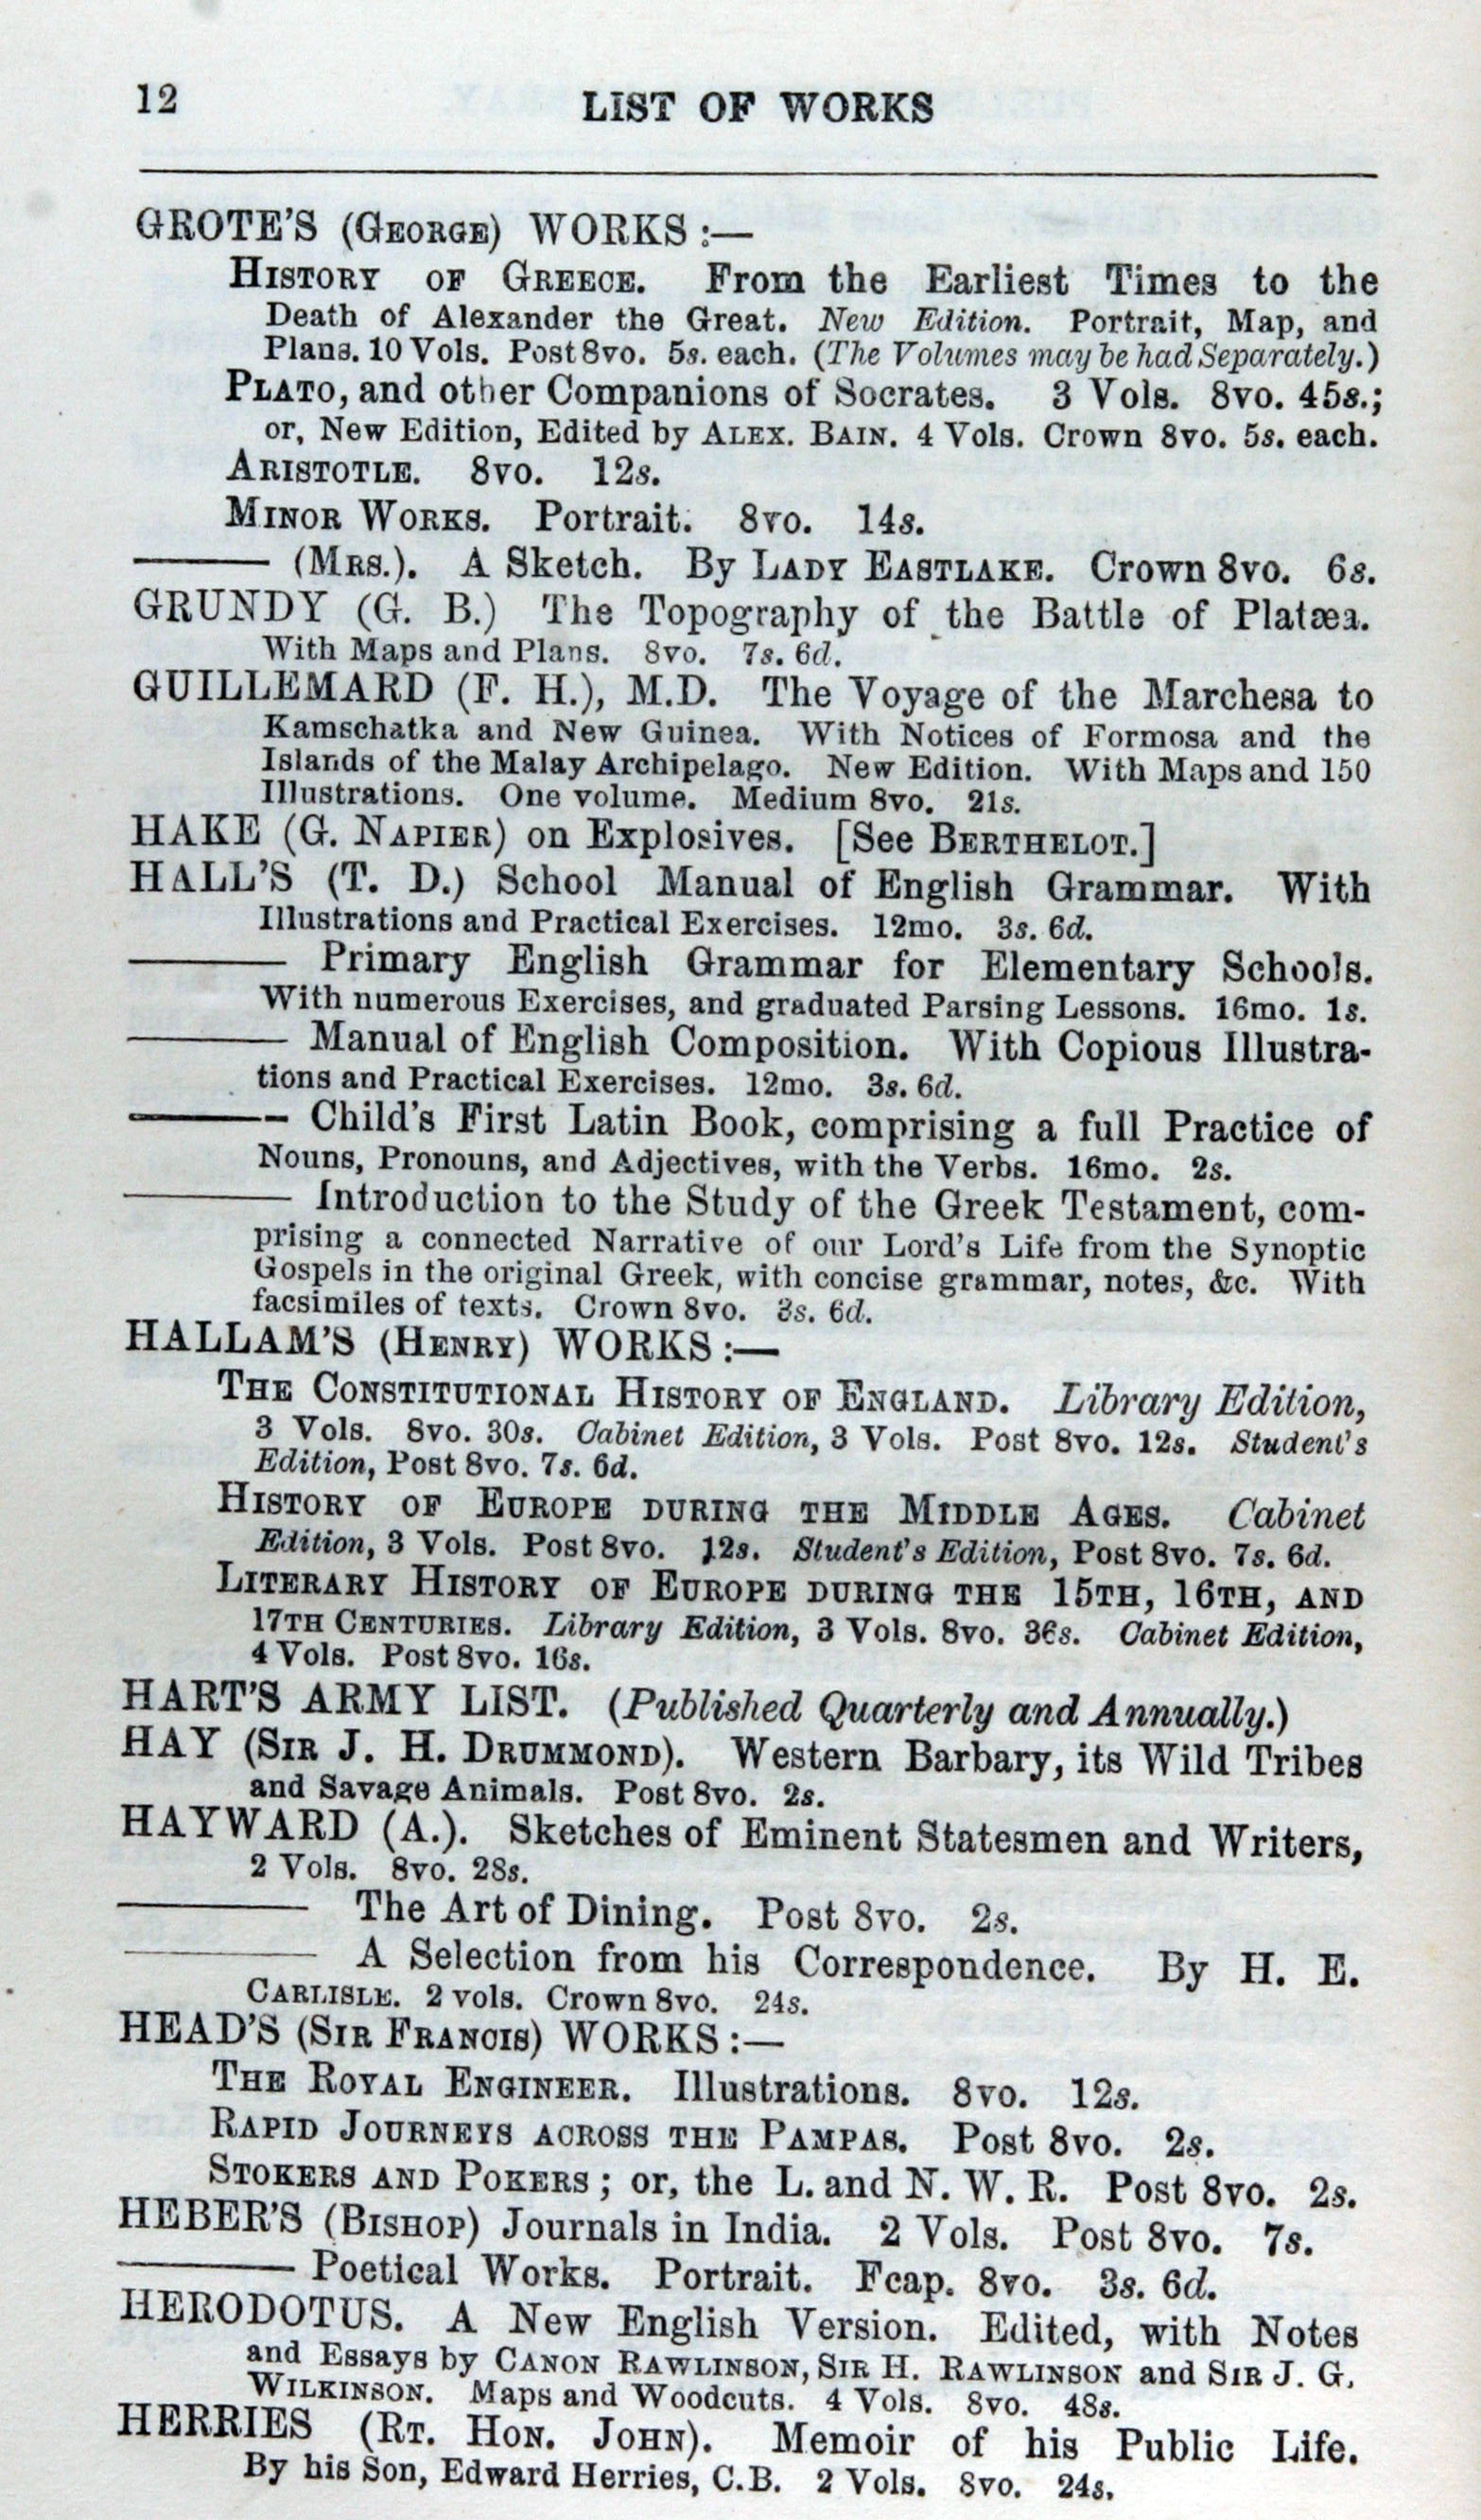 12
LIST OF WORKS
GROTE'S (GEORGE) WORKS:—
HISTORY OF GREECE. From the Earliest Times to the
Death of Alexander the Great. New Edition. Portrait, Map, and
Plans. 10 Vols. Post 8vo. 5s. each. (The Volumes may be had Separately.)
PLATO, and other Companions of Socrates. 3 Vols. 8vo. 45s.;
or, New Edition, Edited by ALEX. BAIN. 4 Vols. Crown 8vo. 5s. each.
ARISTOTLE. 8vo. 12s.
MINOR WORKS. Portrait. 8vo. 14s.
——— (MRS.). A Sketch. By LADY EASTLAKE. Crown 8vo. 6s.
GRUNDY (G. B.) The Topography of the Battle of Platæa.
With Maps and Plans. 8vo. 7s. 6d.
GUILLEMARD (F. H.), M.D. The Voyage of the Marchesa to
Kamschatka and New Guinea. With Notices of Formosa and the
Islands of the Malay Archipelago. New Edition. With Maps and 150
Illustrations. One volume. Medium 8vo. 21s.
HAKE (G. NAPIER) on Explosives. [See BERTHELOT.]
HALL'S (T. D.) School Manual of English Grammar. With
Illustrations and Practical Exercises. 12mo. 3s. 6d.
——— Primary English Grammar for Elementary Schools.
With numerous Exercises, and graduated Parsing Lessons. 16mo. 1s.
——— Manual of English Composition. With Copious Illustra-
tions and Practical Exercises. 12mo. 3s. 6d.
——— Child's First Latin Book, comprising a full Practice of
Nouns, Pronouns, and Adjectives, with the Verbs. 16mo. 2s.
——— Introduction to the Study of the Greek Testament, com-
prising a connected Narrative of our Lord's Life from the Synoptic
Gospels in the original Greek, with concise grammar, notes, &c. With
facsimiles of texts. Crown 8vo. 3s. 6d.
HALLAM'S (HENRY) WORKS:—
THE CONSTITUTIONAL HISTORY OF ENGLAND. Library Edition,
3 Vols. 8vo. 30s. Cabinet Edition, 3 Vols. Post 8vo. 12s. Student's
Edition, Post 8vo. 7s. 6d.
HISTORY OF EUROPE DURING THE MIDDLE AGES. Cabinet
Edition, 3 Vols. Post 8vo. 12s. Student's Edition, Post 8vo. 7s. 6d.
LITERARY HISTORY OF EUROPE DURING THE 15TH, 16TH, AND
17TH CENTURIES. Library Edition, 3 Vols. 8vo. 36s. Cabinet Edition,
4 Vols. Post 8vo. 16s.
HART'S ARMY LIST. (Published Quarterly and Annually.)
HAY (SIR J. H. DRUMMOND). Western Barbary, its Wild Tribes
and Savage Animals. Post 8vo. 2s.
HAYWARD (A.). Sketches of Eminent Statesmen and Writers,
2 Vols. 8vo. 28s.
——— The Art of Dining. Post 8vo. 2s.
——— A Selection from his Correspondence. By H. E.
CARLISLE. 2 vols. Crown 8vo. 24s.
HEAD'S (SIR FRANCIS) WORKS:—
THE ROYAL ENGINEER. Illustrations. 8vo. 12s.
RAPID JOURNEYS ACROSS THE PAMPAS. Post 8vo. 2s.
STOKERS AND POKERS; or, the L. and N. W. R. Post 8vo. 2s.
HEBER'S (BISHOP) Journals in India. 2 Vols. Post 8vo. 7s.
——— Poetical Works. Portrait. Fcap. 8vo. 3s. 6d.
HERODOTUS. A New English Version. Edited, with Notes
and Essays by CANON RAWLINSON, SIR H. RAWLINSON and SIR J. G.
WILKINSON. Maps and Woodcuts. 4 Vols. 8vo. 48s.
HERRIES (RT. HON. JOHN). Memoir of his Public Life.
By his Son, Edward Herries, C.B. 2 Vols. 8vo. 24s.